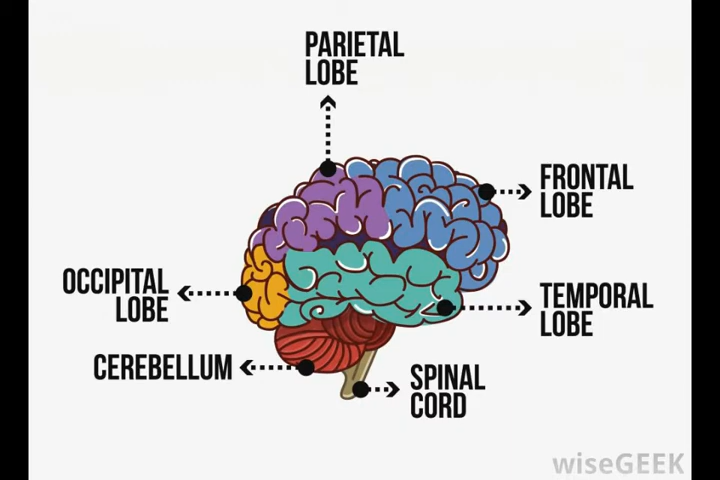 PARIETAL
LOBE
FRONTAL
LOBE
OCCIPITAL
LOBE
TEMPORAL
LOBE
CEREBELLUM
SPINAL
CORD
wiseGEEK